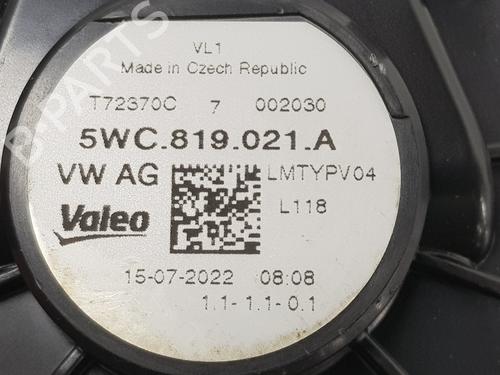 VL1
Made in Czech Republic
T72370C 7 002030
5WC.819.021.A
VW AG LMTYPV04
Valeo L118
15-07-2022 08:08
1.1-1.1-0.1
B-PARTS